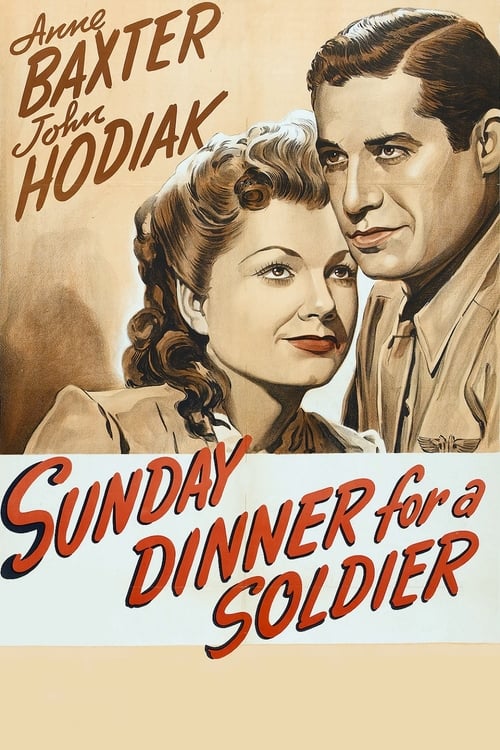 Anne
BAXTER
John
HODIAK
SUNDAY
DINNER for a
SOLDIER